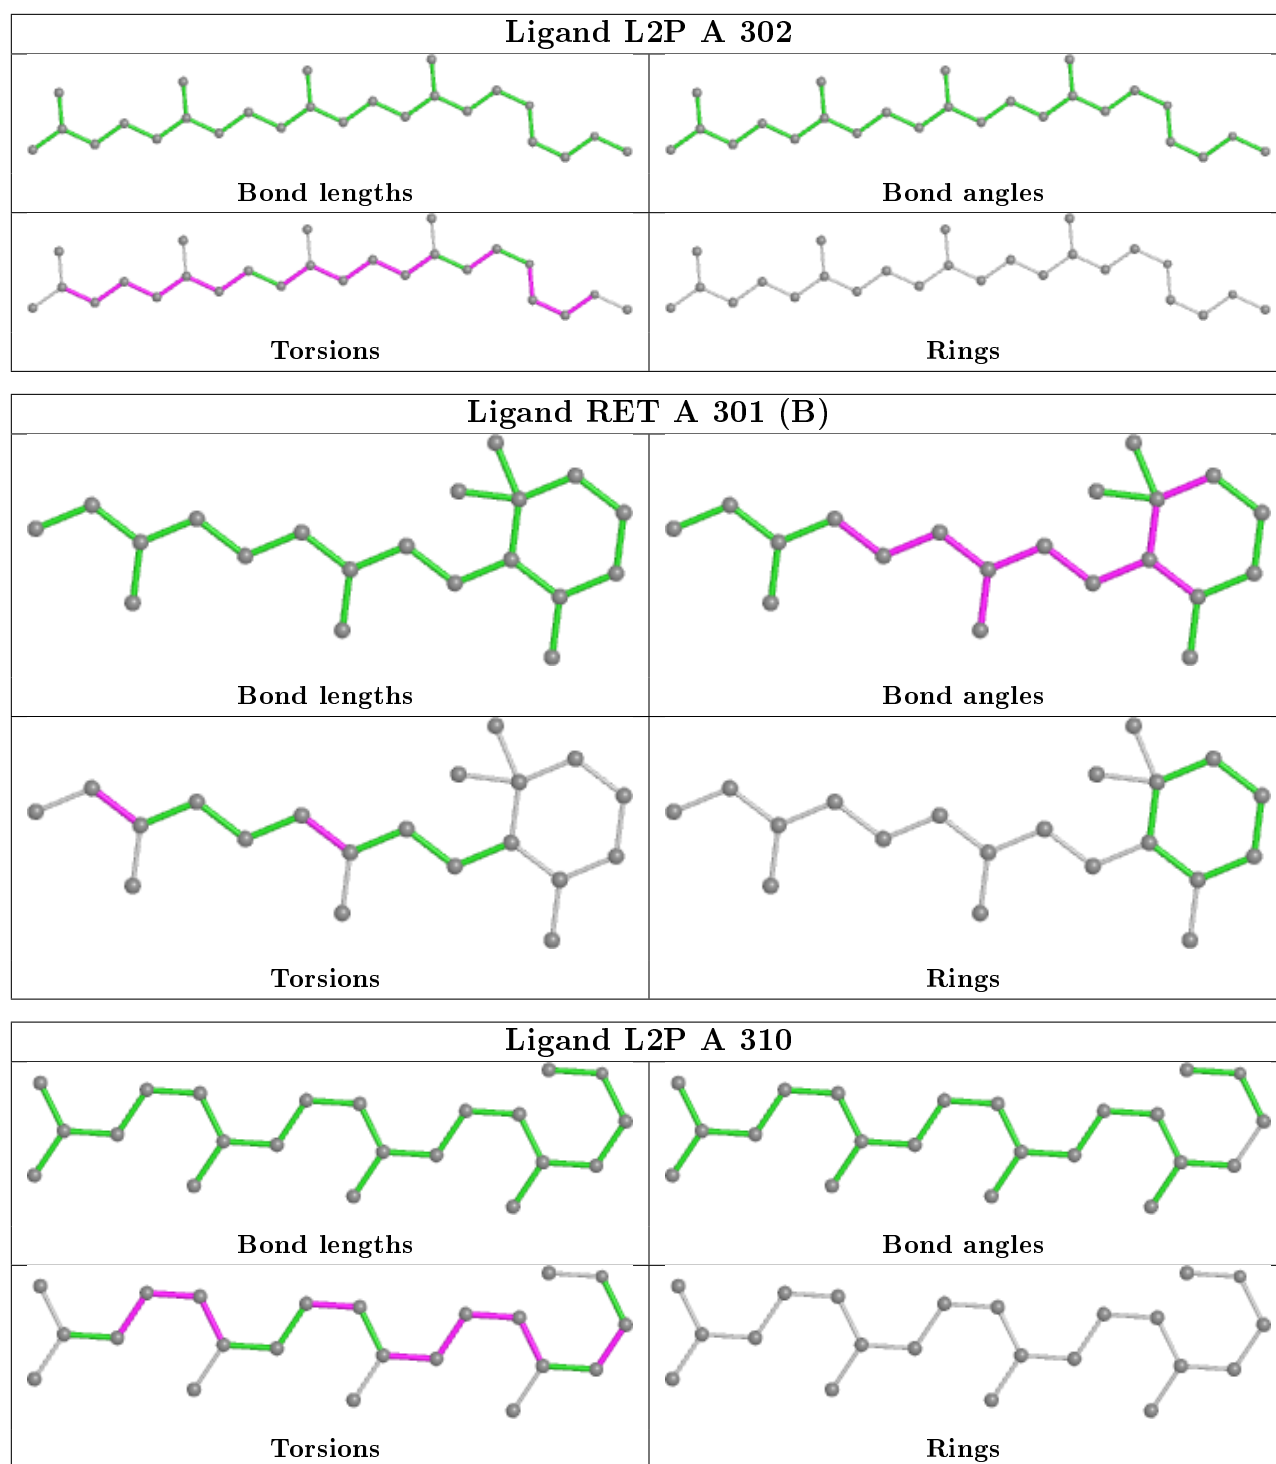 Ligand L2P A 302
Bond lengths
Bond angles
Torsions
Rings
Ligand RET A 301 (B)
Bond lengths
Bond angles
Torsions
Rings
Ligand L2P A 310
Bond lengths
Bond angles
Torsions
Rings